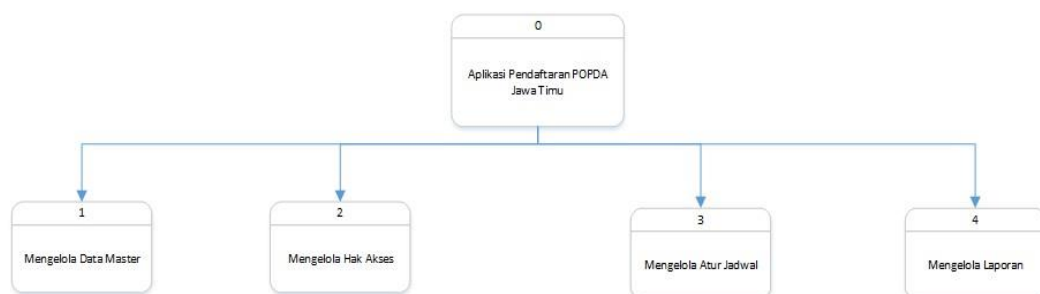 0
Aplikasi Pendaftaran POPDA
Jawa Timu
1
Mengelola Data Master
2
Mengelola Hak Akses
3
Mengelola Atur Jadwal
4
Mengelola Laporan